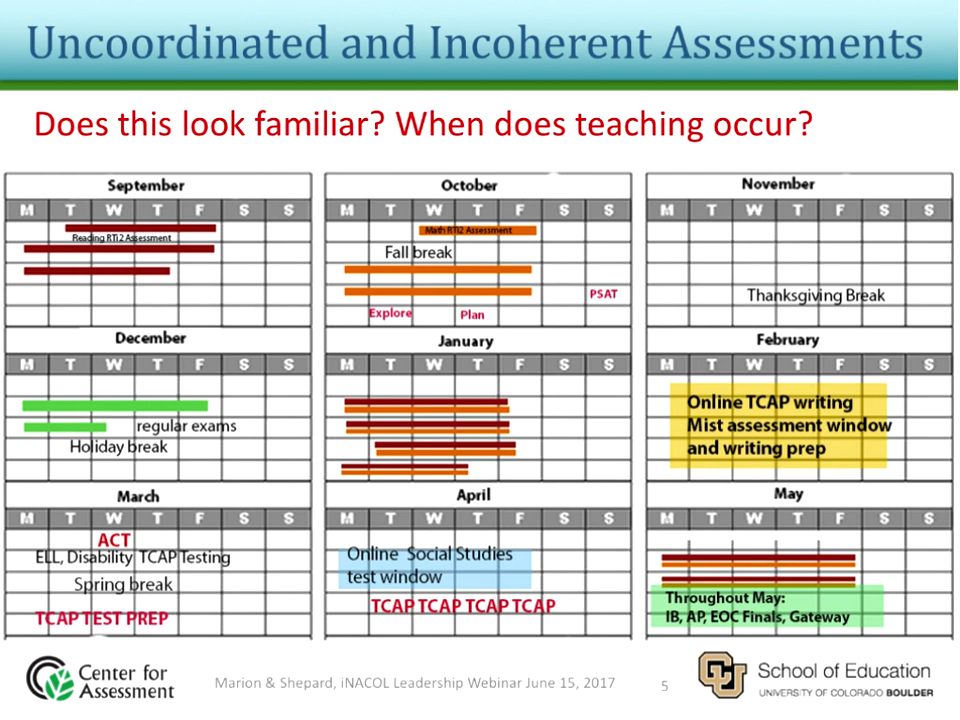 Uncoordinated and Incoherent Assessments
Does this look familiar? When does teaching occur?
September
M T W T F S S
Reading RTi2 Assessment
October
M T W T F S S
Math RTI2 Assessment
Fall break
PSAT
Explore Plan
November
M T W T F S S
Thanksgiving Break
December
M T W T F S S
regular exams
Holiday break
January
M T W T F S S
February
M T W T F S S
Online TCAP writing
Mist assessment window
and writing prep
March
M T W T F S S
ACT
ELL, Disability TCAP Testing
Spring break
TCAP TEST PREP
April
M T W T F S S
Online Social Studies
test window
TCAP TCAP TCAP TCAP
May
M T W T F S S
Throughout May:
IB, AP, EOC Finals, Gateway
Center for
Assessment
Marion & Shepard, iNACOL Leadership Webinar June 15, 2017
5
CU
School of Education
UNIVERSITY OF COLORADO BOULDER